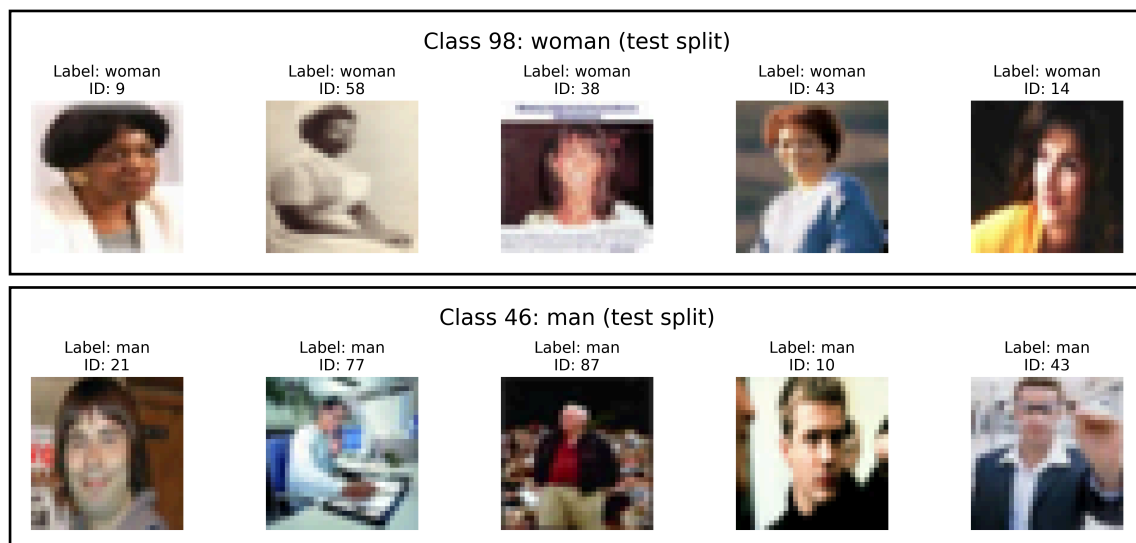 Class 98: woman (test split)
Label: woman
ID: 9
Label: woman
ID: 58
Label: woman
ID: 38
Label: woman
ID: 43
Label: woman
ID: 14
Class 46: man (test split)
Label: man
ID: 21
Label: man
ID: 77
Label: man
ID: 87
Label: man
ID: 10
Label: man
ID: 43